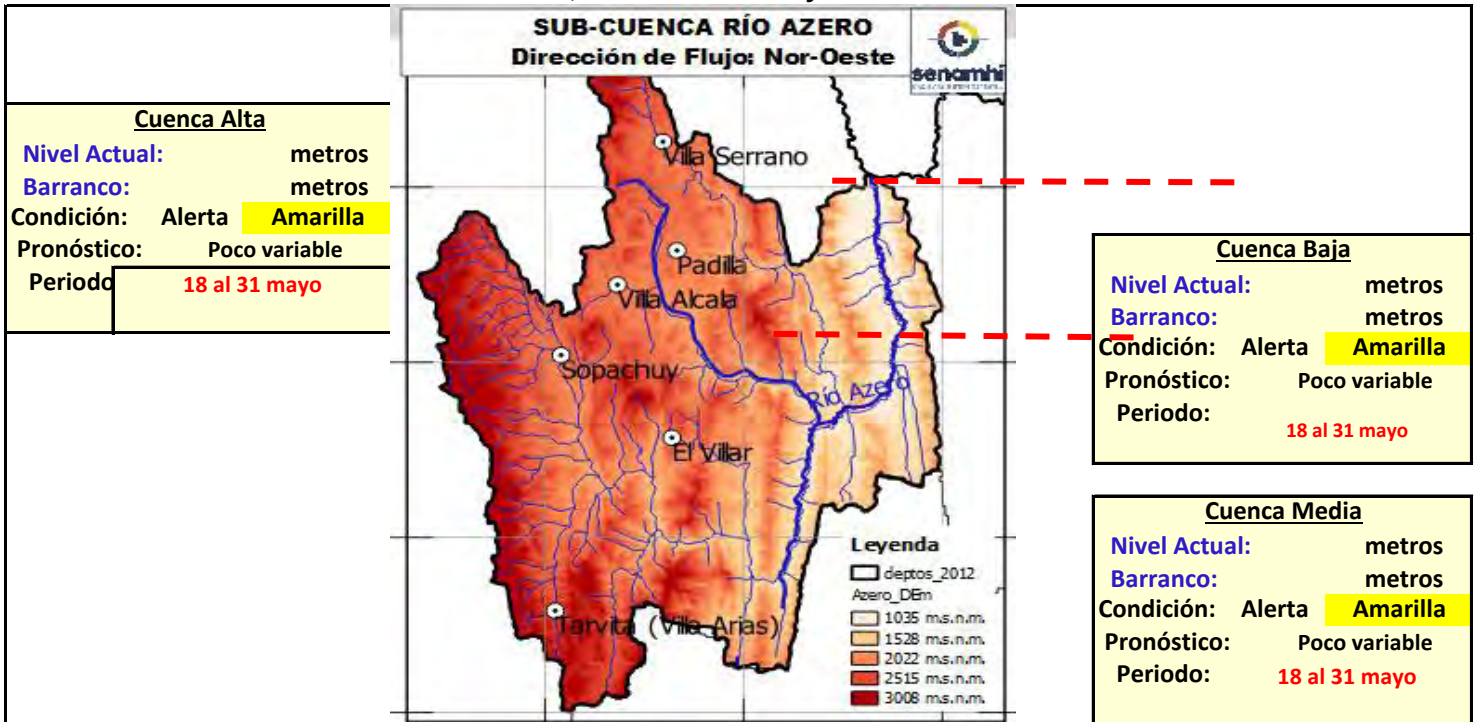 SUB-CUENCA RÍO AZERO
Dirección de Flujo: Nor-Oeste
senamhi
Cuenca Alta
Nivel Actual: metros
Barranco: metros
Condición: Alerta Amarilla
Pronóstico: Poco variable
Periodo 18 al 31 mayo
Villa Serrano
Padilla
Villa Alcala
Sopachuy
Río Azero
El Villar
Tarvita (Villa Arias)
Leyenda
deptos_2012
Azero_DEm
1035 m.s.n.m.
1528 m.s.n.m.
2022 m.s.n.m.
2515 m.s.n.m.
3008 m.s.n.m.
Cuenca Baja
Nivel Actual: metros
Barranco: metros
Condición: Alerta Amarilla
Pronóstico: Poco variable
Periodo:
18 al 31 mayo
Cuenca Media
Nivel Actual: metros
Barranco: metros
Condición: Alerta Amarilla
Pronóstico: Poco variable
Periodo: 18 al 31 mayo